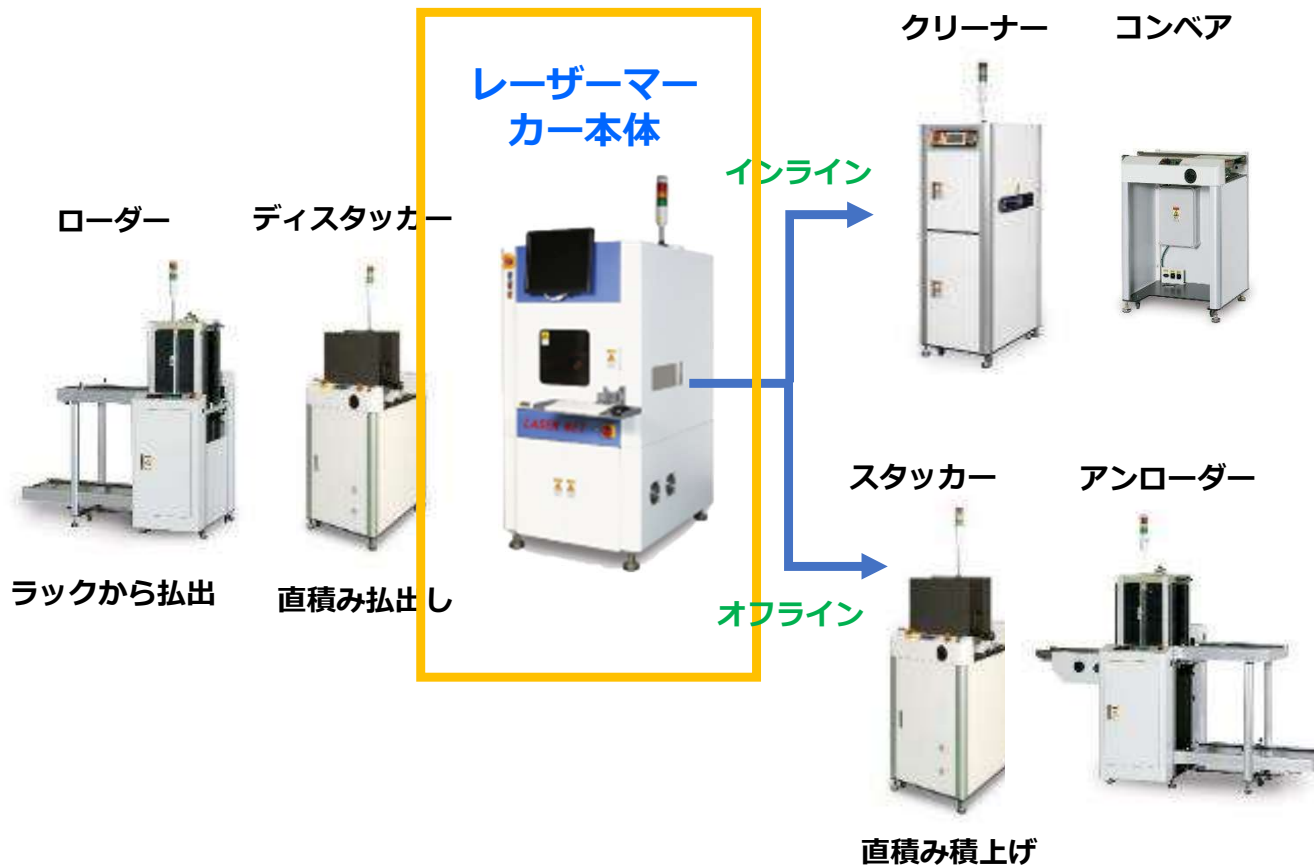 クリーナー
コンベア
レーザーマー
カー本体
インライン
ローダー
ディスタッカー
LASER
スタッカー
アンローダー
ラックから払出
直積み払出し
オフライン
直積み積上げ